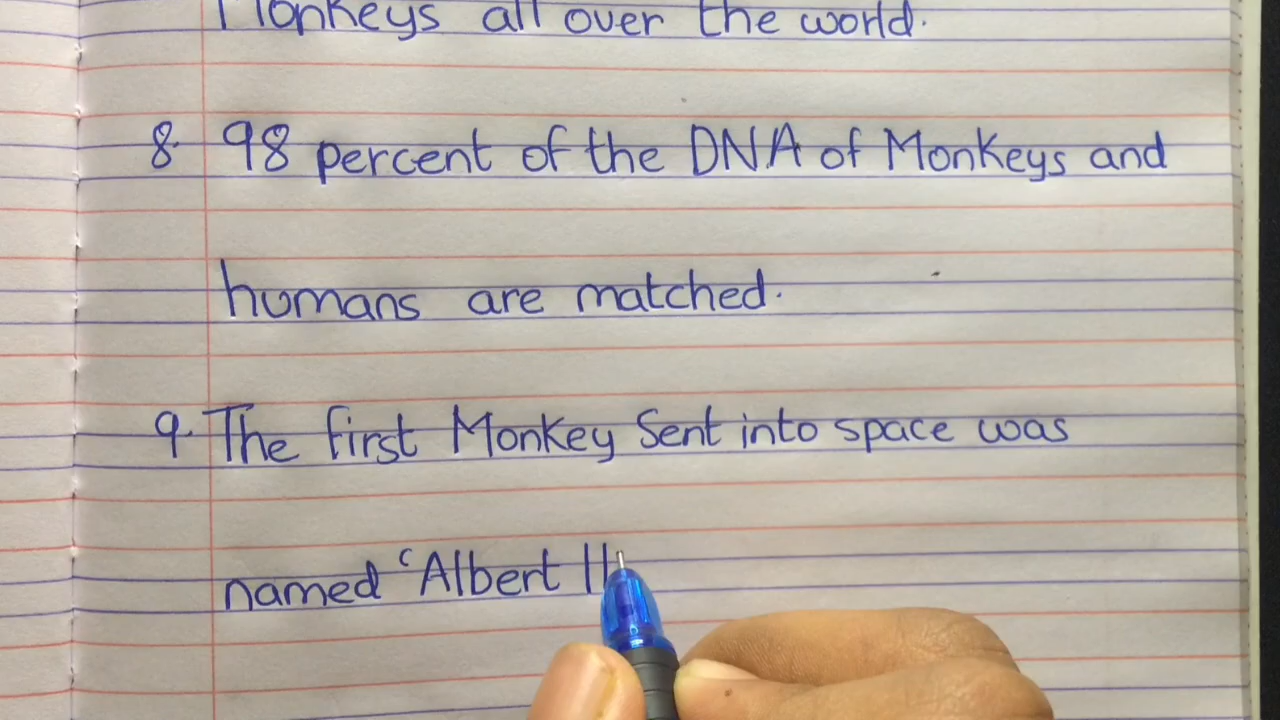 Monkeys all over the world.
8. 98 percent of the DNA of Monkeys and
humans are matched.
9. The first Monkey Sent into space was
named ‘Albert II